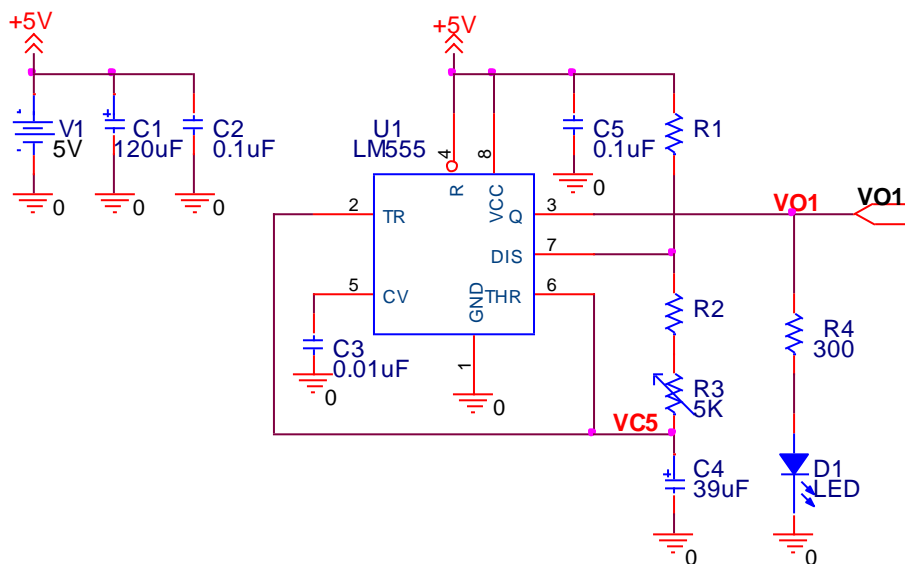 +5V
+5V
V1
5V
C1
120uF
C2
0.1uF
0
0
0
U1
LM555
4
8
C5
0.1uF
0
R1
2
TR
R
VCC
Q
3
VO1
VO1
DIS
7
5
CV
GND
THR
6
C3
0.01uF
0
1
0
R2
R3
5K
VC5
C4
39uF
0
R4
300
D1
LED
0